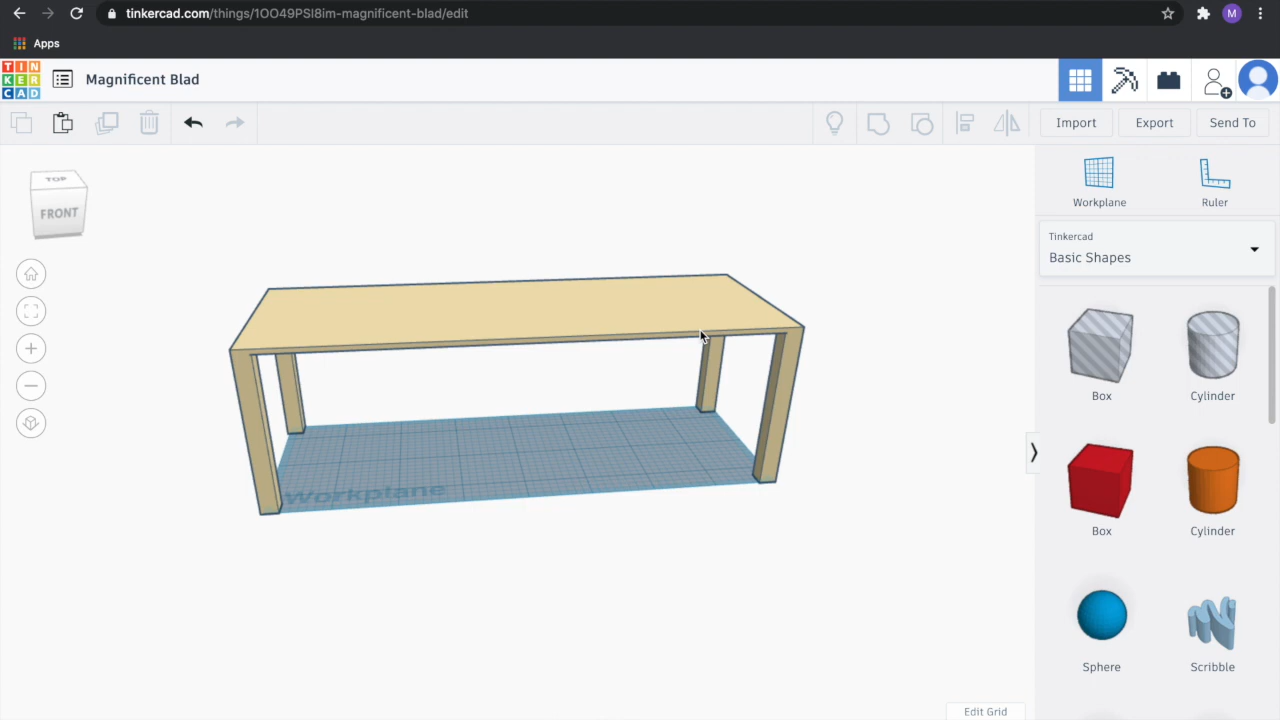 tinkercad.com/things/1OO49PSI8im-magnificent-blad/edit
M
Apps
TIN
KER
CAD
Magnificent Blad
Import
Export
Send To
TOP
FRONT
Workplane
Ruler
Tinkercad
Basic Shapes
Box
Cylinder
Box
Cylinder
Sphere
Scribble
Workplane
Edit Grid